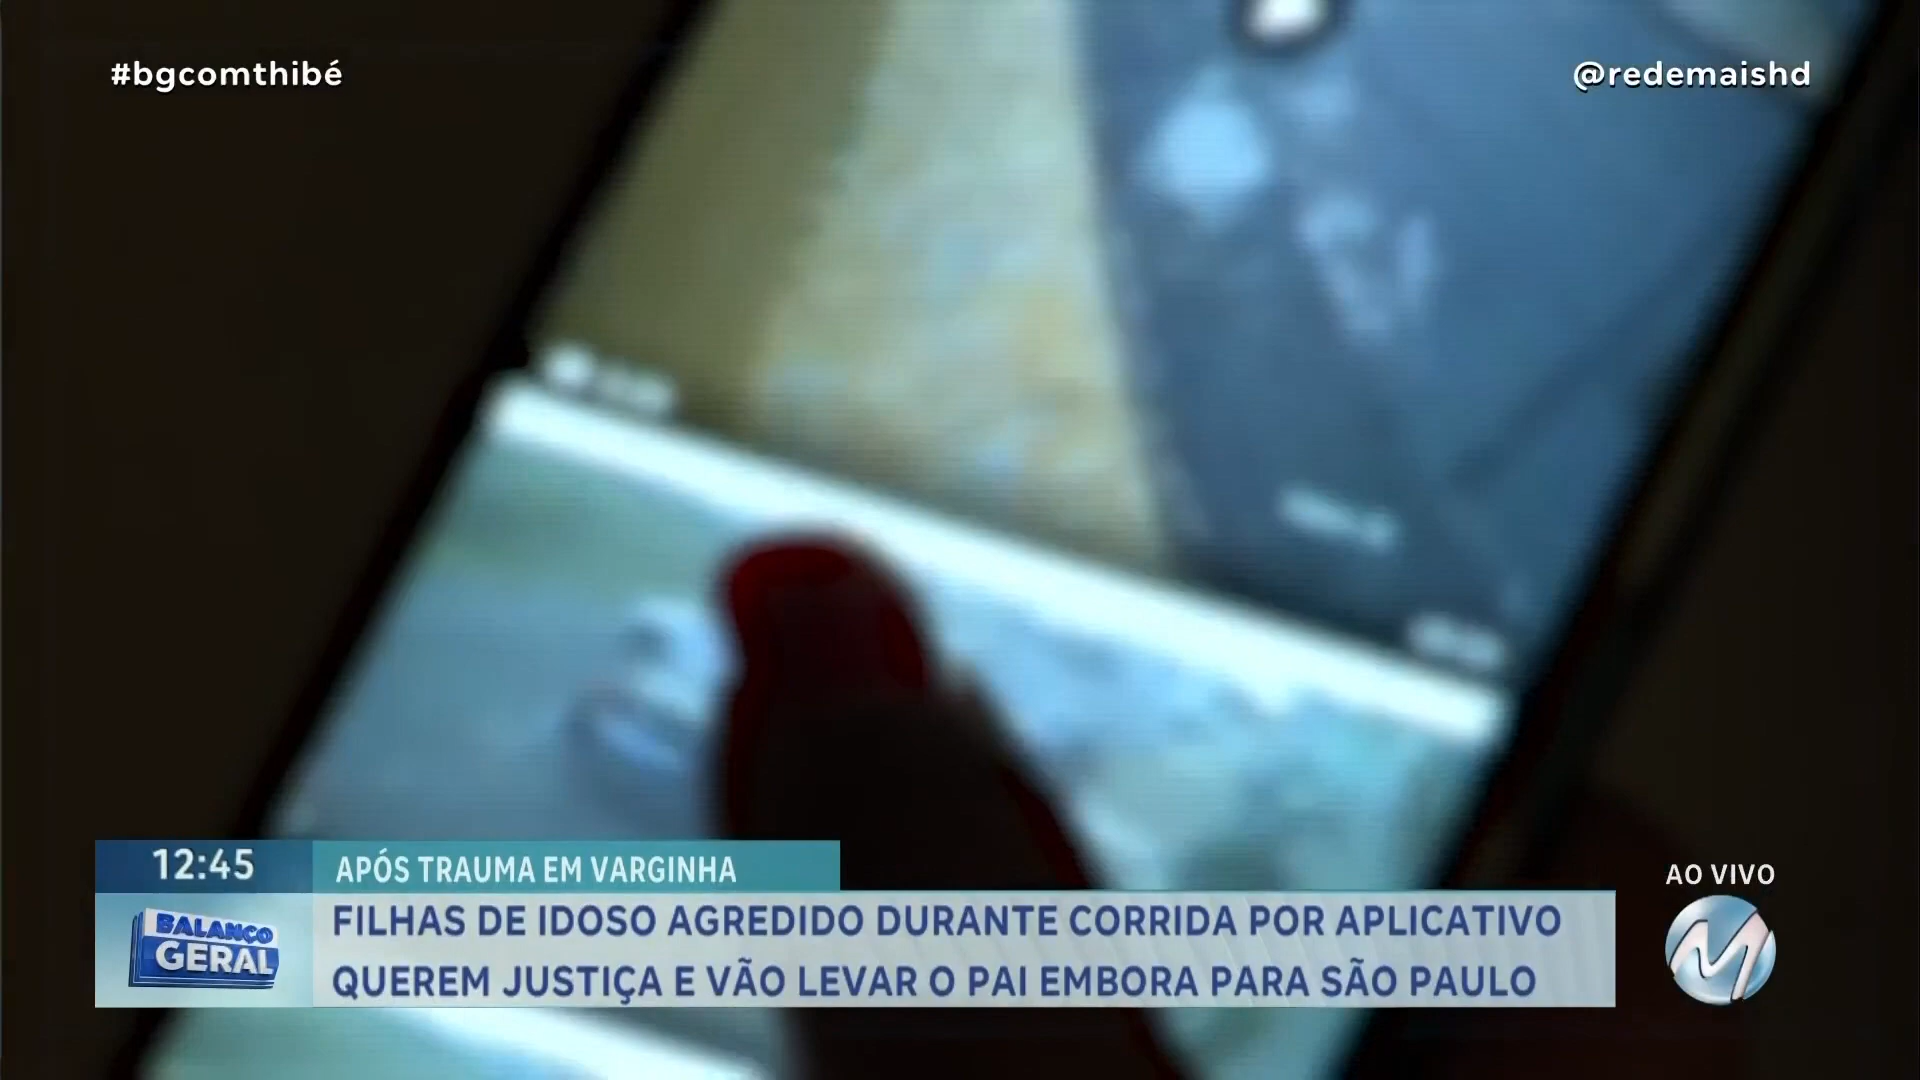 #bgcomthibé
@redemaishd
12:45
APÓS TRAUMA EM VARGINHA
AO VIVO
BALANÇO
GERAL
FILHAS DE IDOSO AGREDIDO DURANTE CORRIDA POR APLICATIVO
QUEREM JUSTIÇA E VÃO LEVAR O PAI EMBORA PARA SÃO PAULO
M